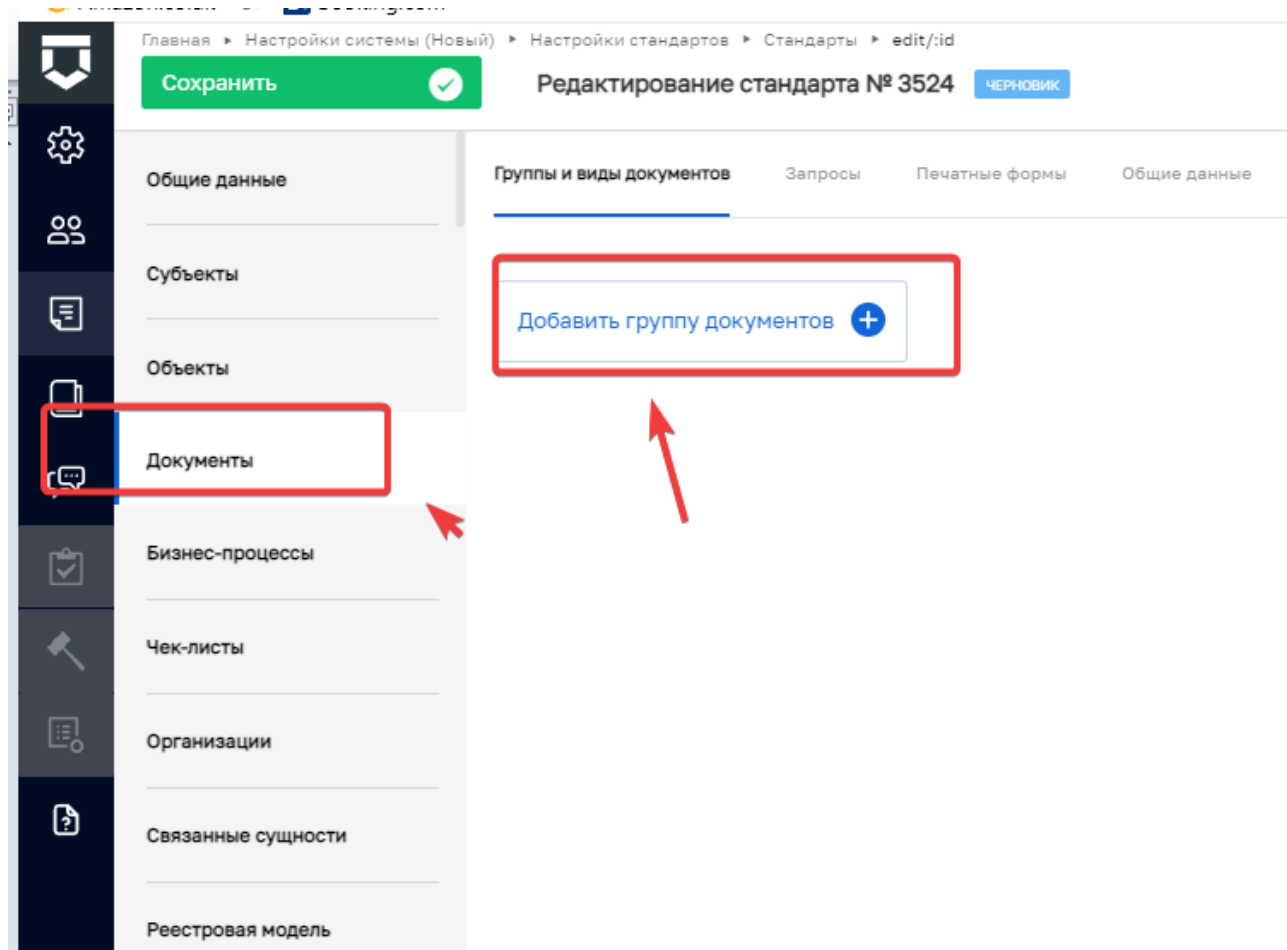 Главная ▸ Настройки системы (Новый) ▸ Настройки стандартов ▸ Стандарты ▸ edit/:id
Сохранить
Редактирование стандарта № 3524 ЧЕРНОВИК
Общие данные
Субъекты
Объекты
Документы
Бизнес-процессы
Чек-листы
Организации
Связанные сущности
Реестровая модель
Группы и виды документов Запросы Печатные формы Общие данные
Добавить группу документов